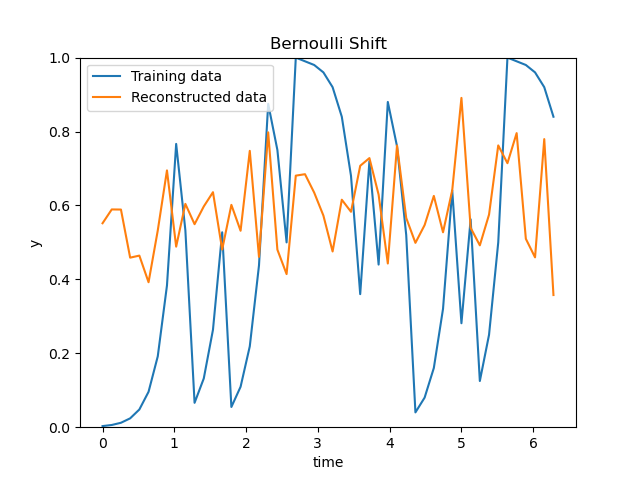 Bernoulli Shift
Training data
Reconstructed data
y
1.0
0.8
0.6
0.4
0.2
0.0
0 1 2 3 4 5 6
time